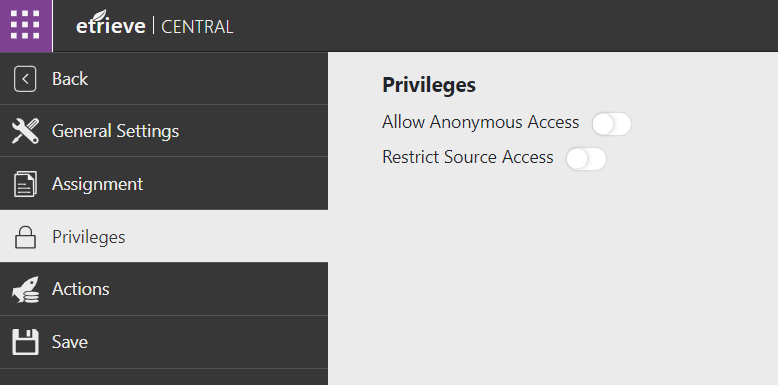 etrieve | CENTRAL
Back
General Settings
Assignment
Privileges
Actions
Save
Privileges
Allow Anonymous Access
Restrict Source Access